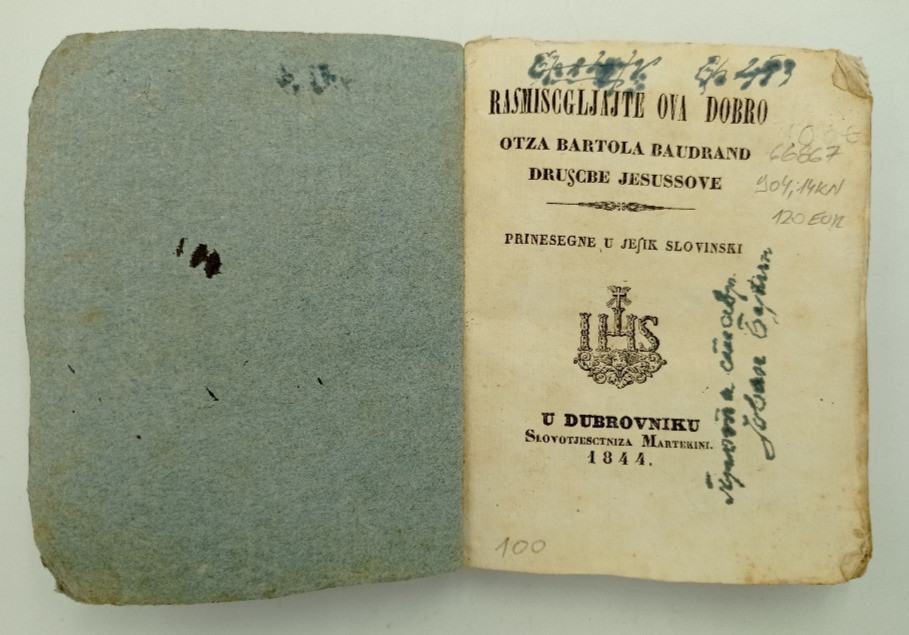 RASMISCGLJAJTE OVA DOBRO
OTZA BARTOLA BAUDRAND
DRUSCBE JESUSSOVE
PRINESEGNE U JEſIK SLOVINSKI
IHS
U DUBROVNIKU
SLOVOTJESCTNIZA MARTEKINI.
1844.
66867
904,14KN
120 EUR
100